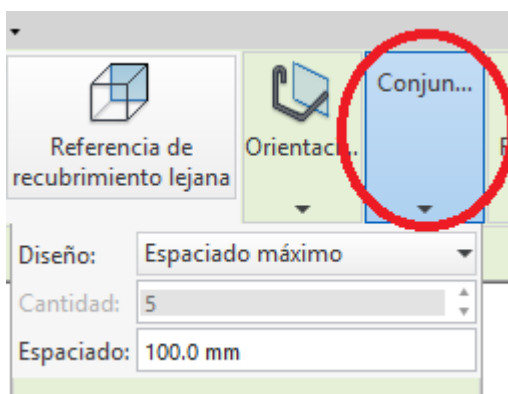 Referencia de
recubrimiento lejana
Orientaci..
Conjun...
Diseño: Espaciado máximo
Cantidad: 5
Espaciado: 100.0 mm